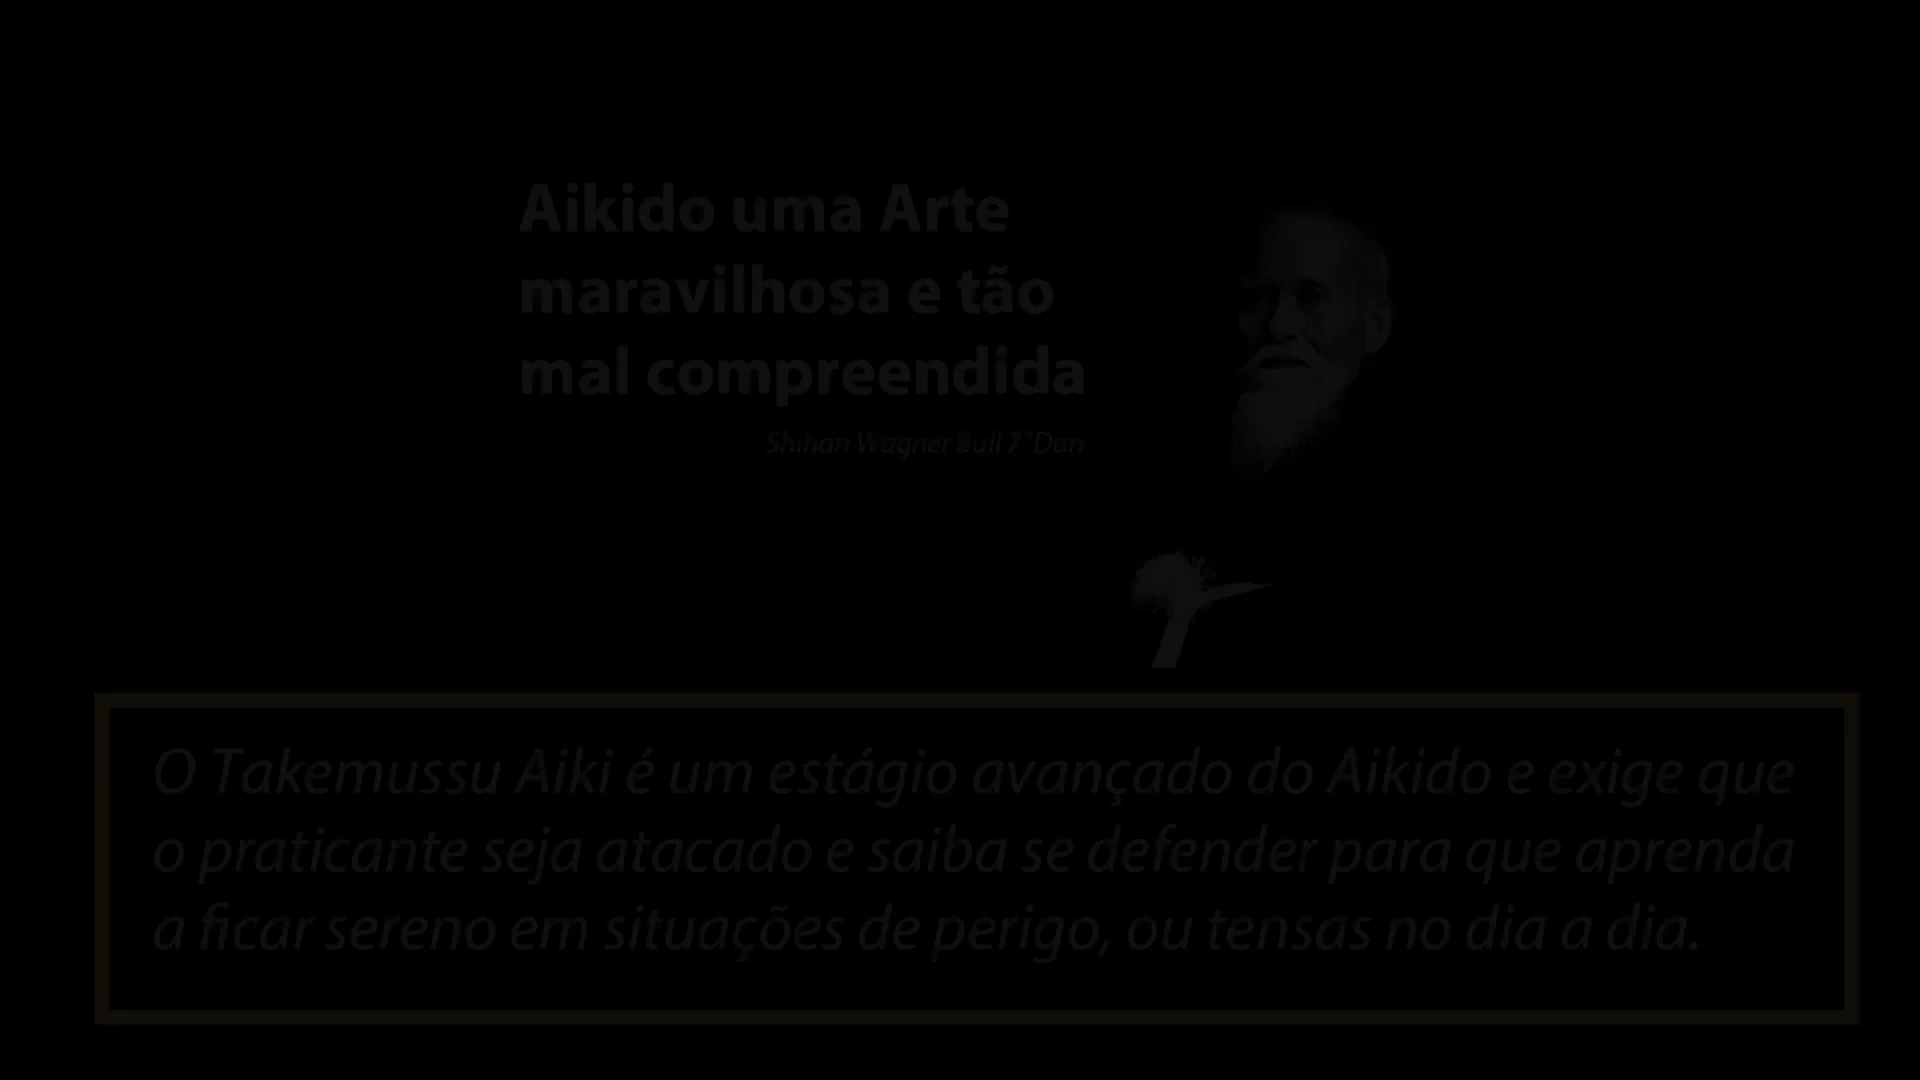 Aikido uma Arte
maravilhosa e tão
mal compreendida
Shihan Wagner Bull 7° Dan
O Takemussu Aiki é um estágio avançado do Aikido e exige que
o praticante seja atacado e saiba se defender para que aprenda
a ficar sereno em situações de perigo, ou tensas no dia a dia.